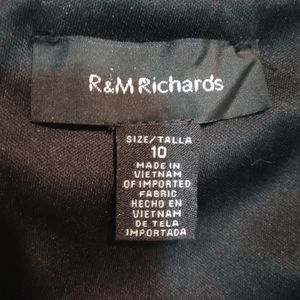 R&M Richards
SIZE/TALLA
10
MADE IN
VIETNAM
OF IMPORTED
FABRIC
HECHO EN
VIETNAM
DE TELA
IMPORTADA